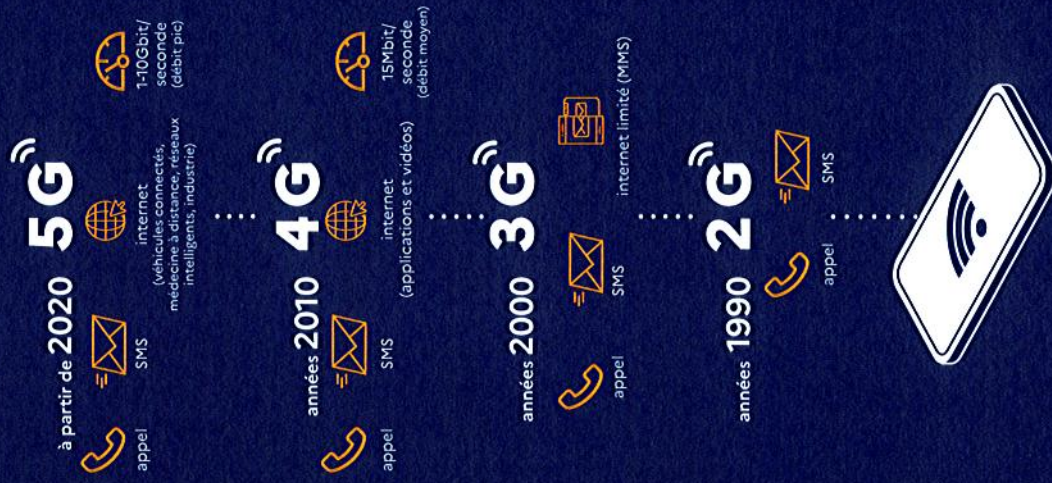 à partir de 2020 5G
appel
SMS
internet
(véhicules connectés,
médecine à distance, réseaux
intelligents, industrie)
1-10Gbit/
seconde
(débit pic)
années 2010 4G
appel
SMS
internet
(applications et vidéos)
15Mbit/
seconde
(débit moyen)
années 2000 3G
appel
SMS
internet limité (MMS)
années 1990 2G
appel
SMS